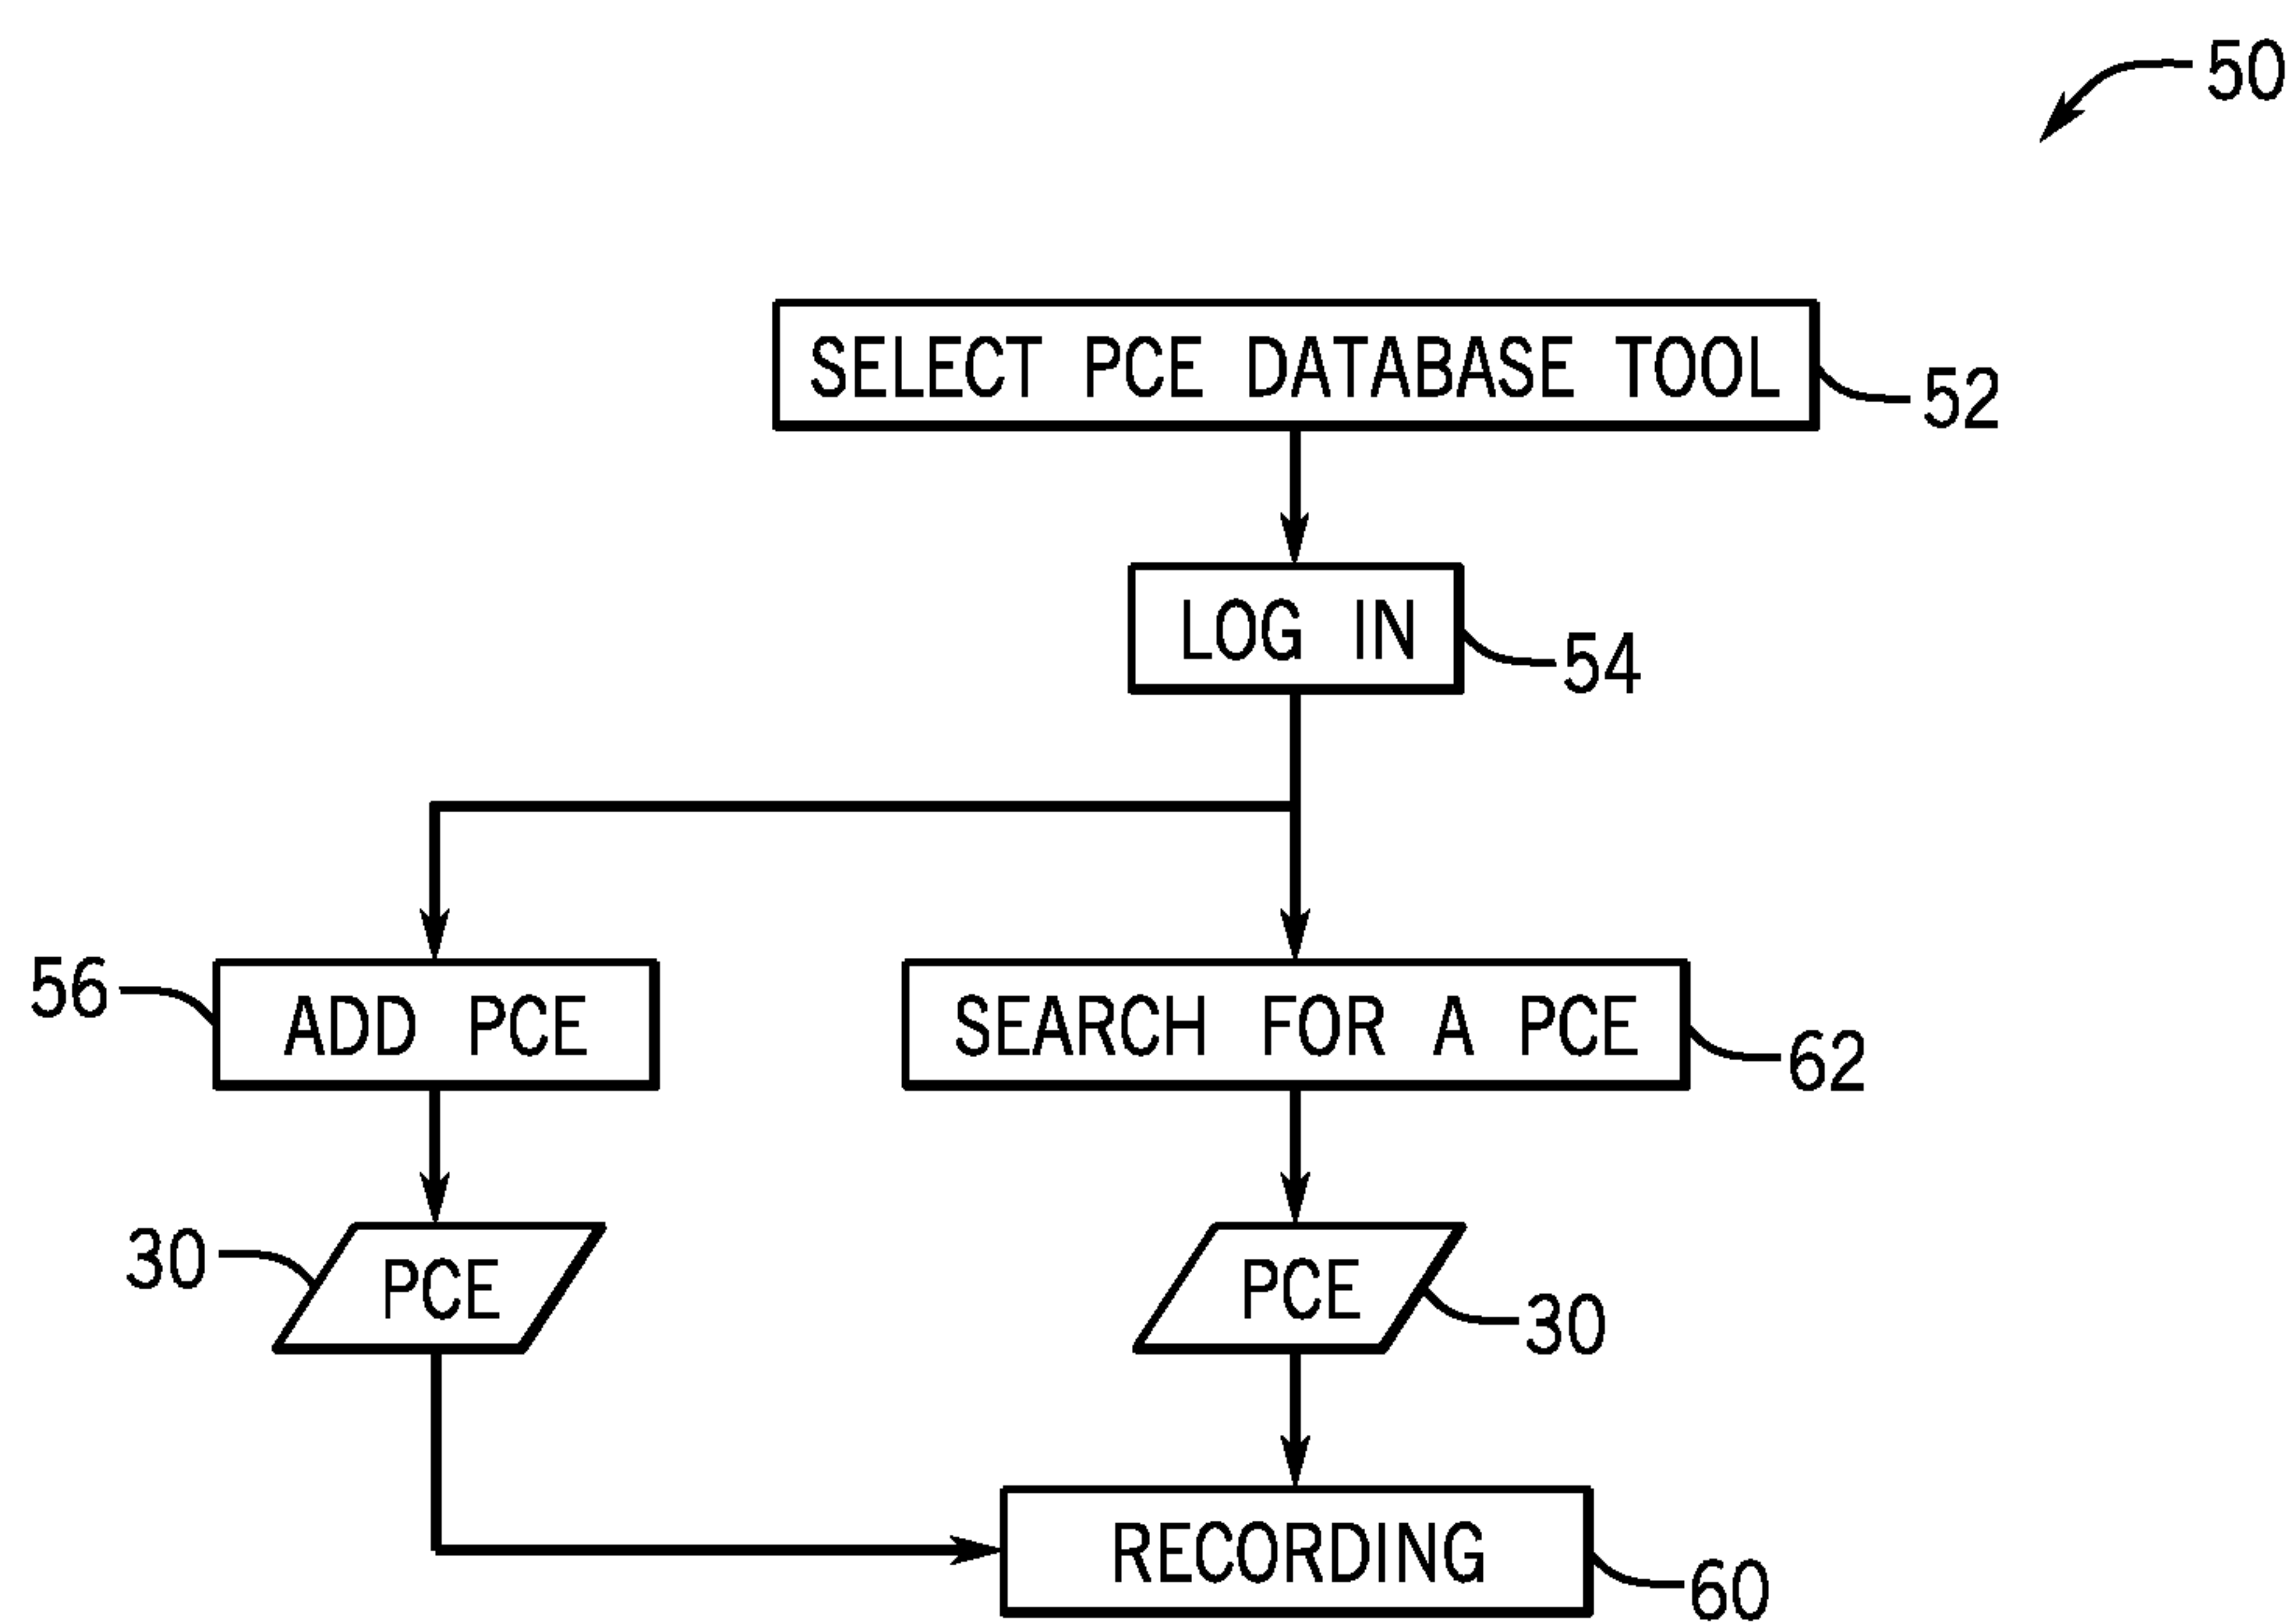 50
SELECT PCE DATABASE TOOL
52
LOG IN
54
56
ADD PCE
SEARCH FOR A PCE
62
30
PCE
PCE
30
RECORDING
60